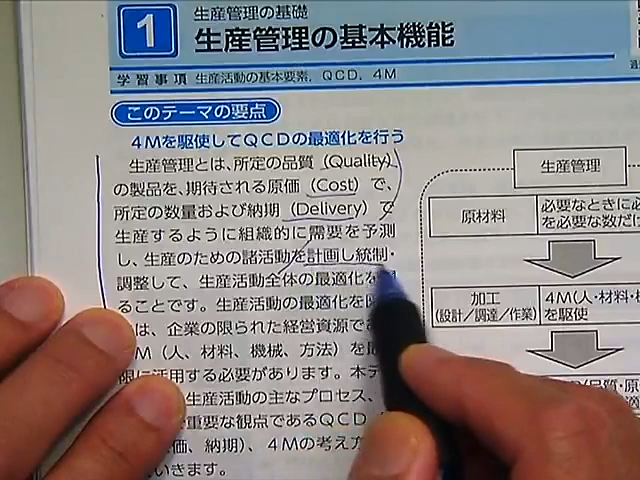 1
生産管理の基礎
生産管理の基本機能
学習事項 生産活動の基本要素，QCD，4M
このテーマの要点
4Mを駆使してQCDの最適化を行う
生産管理とは、所定の品質（Quality）
の製品を、期待される原価（Cost）で、
所定の数量および納期（Delivery）で
生産するように組織的に需要を予測
し、生産のための諸活動を計画し統制・
調整して、生産活動全体の最適化を
ることです。生産活動の最適化を
は、企業の限られた経営資源で
M（人、材料、機械、方法）を
限に活用する必要があります。本テ
生産活動の主なプロセス、
重要な観点であるQCD
価、納期）、4Mの考え方
いきます。
生産管理
原材料
必要なときに必
を必要な数だけ
加工
（設計／調達／作業）
4M（人・材料・
を駆使